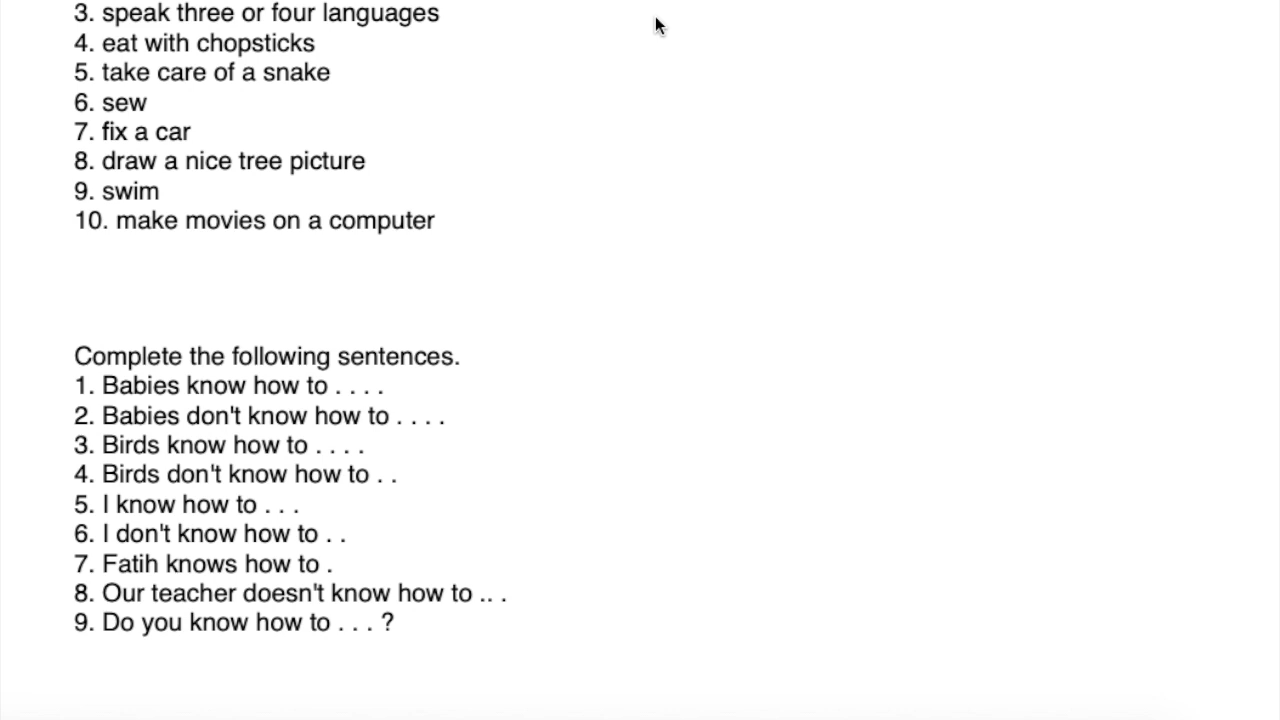 3. speak three or four languages
4. eat with chopsticks
5. take care of a snake
6. sew
7. fix a car
8. draw a nice tree picture
9. swim
10. make movies on a computer
Complete the following sentences.
1. Babies know how to . . . .
2. Babies don't know how to . . . .
3. Birds know how to . . . .
4. Birds don't know how to . .
5. I know how to . . .
6. I don't know how to . .
7. Fatih knows how to .
8. Our teacher doesn't know how to .. .
9. Do you know how to . . . ?